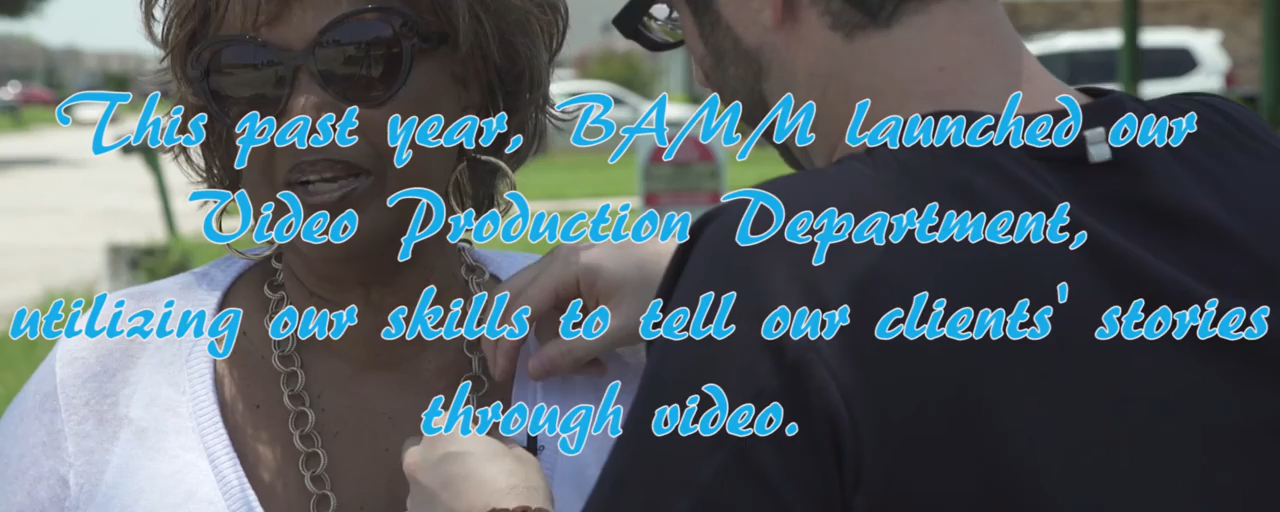 This past year, BAMM launched our
Video Production Department,
utilizing our skills to tell our clients' stories
through video.